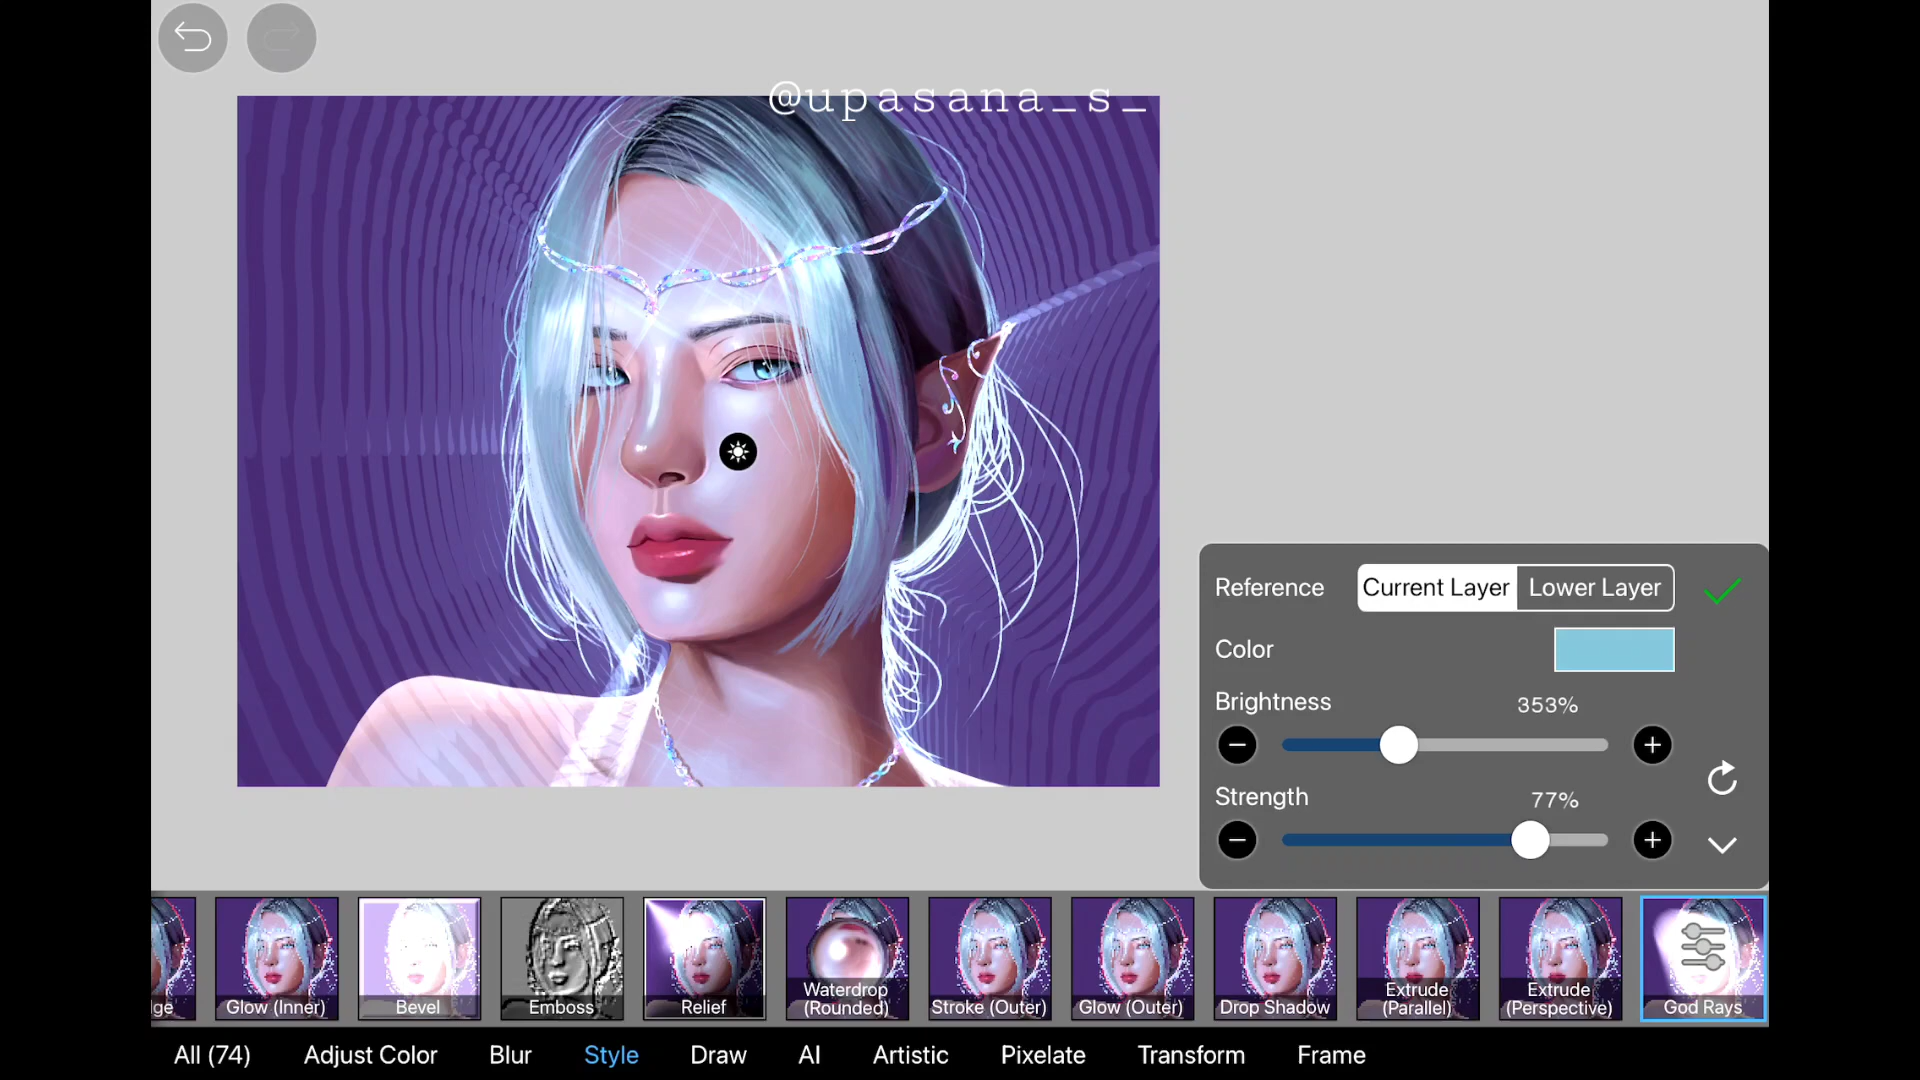 @upasana_s_
Reference Current Layer Lower Layer
Color
Brightness 353%
Strength 77%
ge Glow (Inner) Bevel Emboss Relief Waterdrop (Rounded) Stroke (Outer) Glow (Outer) Drop Shadow Extrude (Parallel) Extrude (Perspective) God Rays
All (74) Adjust Color Blur Style Draw AI Artistic Pixelate Transform Frame